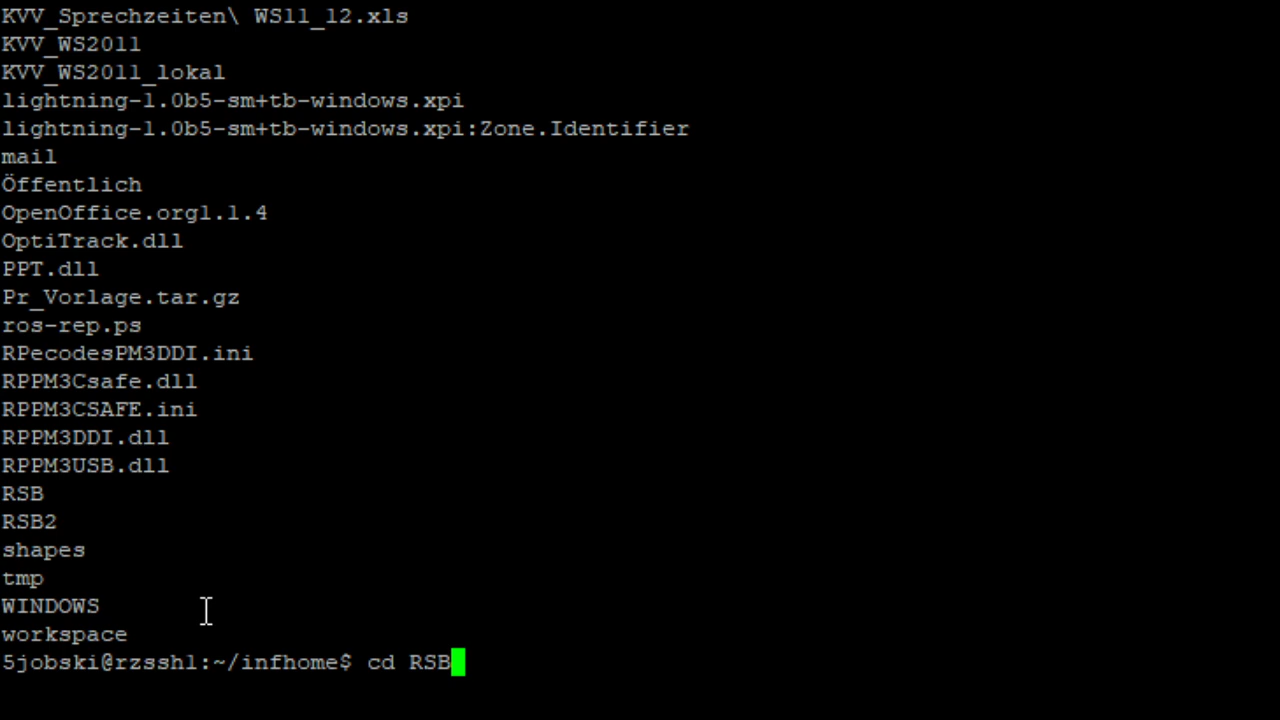 KVV_Sprechzeiten\ WS11_12.xls
KVV_WS2011
KVV_WS2011_lokal
lightning-1.0b5-sm+tb-windows.xpi
lightning-1.0b5-sm+tb-windows.xpi:Zone.Identifier
mail
Öffentlich
OpenOffice.org1.1.4
OptiTrack.dll
PPT.dll
Pr_Vorlage.tar.gz
ros-rep.ps
RPecodesPM3DDI.ini
RPPM3Csafe.dll
RPPM3CSAFE.ini
RPPM3DDI.dll
RPPM3USB.dll
RSB
RSB2
shapes
tmp
WINDOWS
workspace
5jobski@rzssh1:~/infhome$ cd RSB